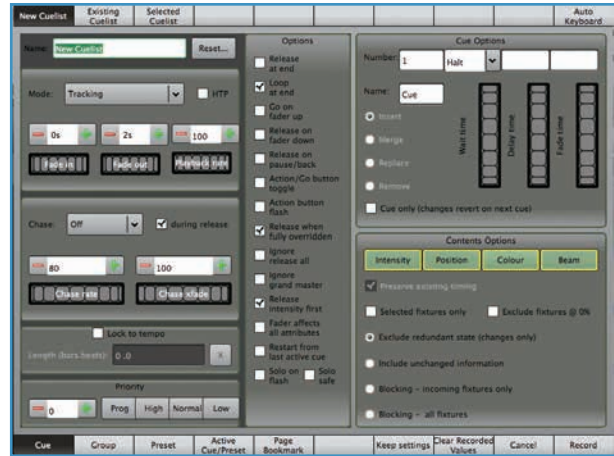 New Cuelist
Existing Cuelist
Selected Cuelist
Auto Keyboard
Name: New Cuelist Reset...
Mode: Tracking HTP
0s 2s 100
Fade in Fade out Playback rate
Chase: Off during release
80 100
Chase rate Chase xfade
Lock to tempo
Length (bars.beats): 0 .0 X
Priority
0 Prog High Normal Low
Options
Release
at end
Loop
at end
Go on
fader up
Release on
fader down
Release on
pause/back
Action/Go button
toggle
Action button
flash
Release when
fully overridden
Ignore
release all
Ignore
grand master
Release
intensity first
Fader affects
all attributes
Restart from
last active cue
Solo on flash
Solo safe
Cue Options
Number: 1 Halt
Name: Cue
Insert
Merge
Replace
Remove
Wait time
Delay time
Fade time
Cue only (changes revert on next cue)
Contents Options
Intensity Position Colour Beam
Preserve existing timing
Selected fixtures only Exclude fixtures @ 0%
Exclude redundant state (changes only)
Include unchanged information
Blocking - incoming fixtures only
Blocking - all fixtures
Cue
Group
Preset
Active Cue/Preset
Page Bookmark
Keep settings
Clear Recorded Values
Cancel
Record